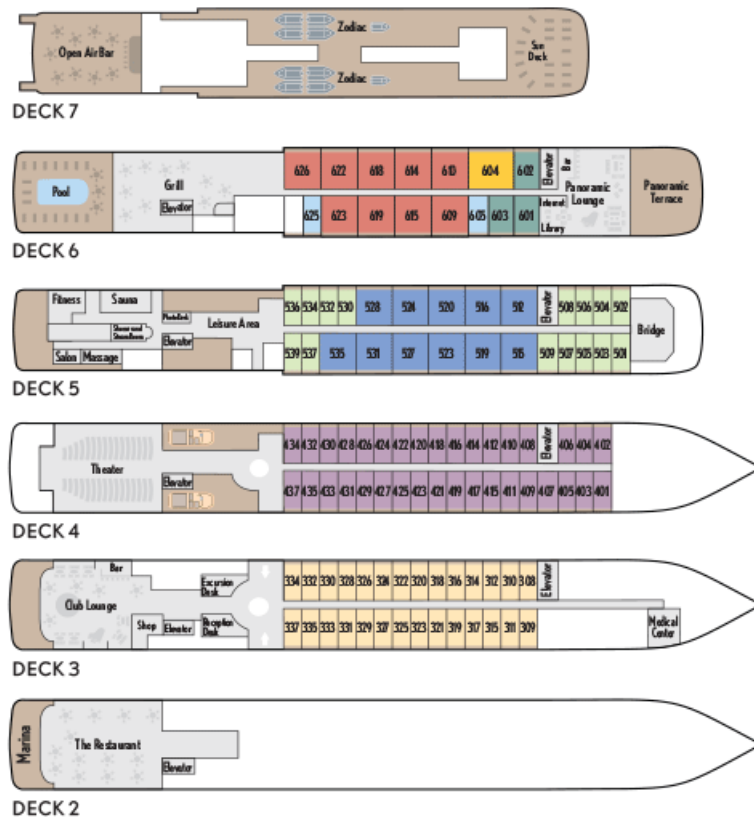 Open Air Bar
Zodiac
Zodiac
Sun
Deck
DECK 7
626 622 618 614 610 604 602
Elevator
Bar
Pool
Grill
Elevator
Panoramic
Lounge
Panoramic
Terrace
625 623 619 615 609 605 603 601
Internet
Library
DECK 6
Fitness
Sauna
536 534 532 530 528 524 520 516 512
Elevator
508 506 504 502
Photo Desk
Leisure Area
Shower and
Steam Room
Elevator
Bridge
Salon
Massage
539 537 535 531 527 523 519 515 509 507 505 503 501
DECK 5
434 432 430 428 426 424 422 420 418 416 414 412 410 408
Elevator
406 404 402
Theater
Elevator
437 435 433 431 429 427 425 423 421 419 417 415 411 409 407 405 403 401
DECK 4
Bar
334 332 330 328 326 324 322 320 318 316 314 312 310 308
Elevator
Excursion
Desk
Club Lounge
Shop
Elevator
Reception
Desk
337 335 333 331 329 327 325 323 321 319 317 315 311 309
Medical
Center
DECK 3
Marina
The Restaurant
Elevator
DECK 2